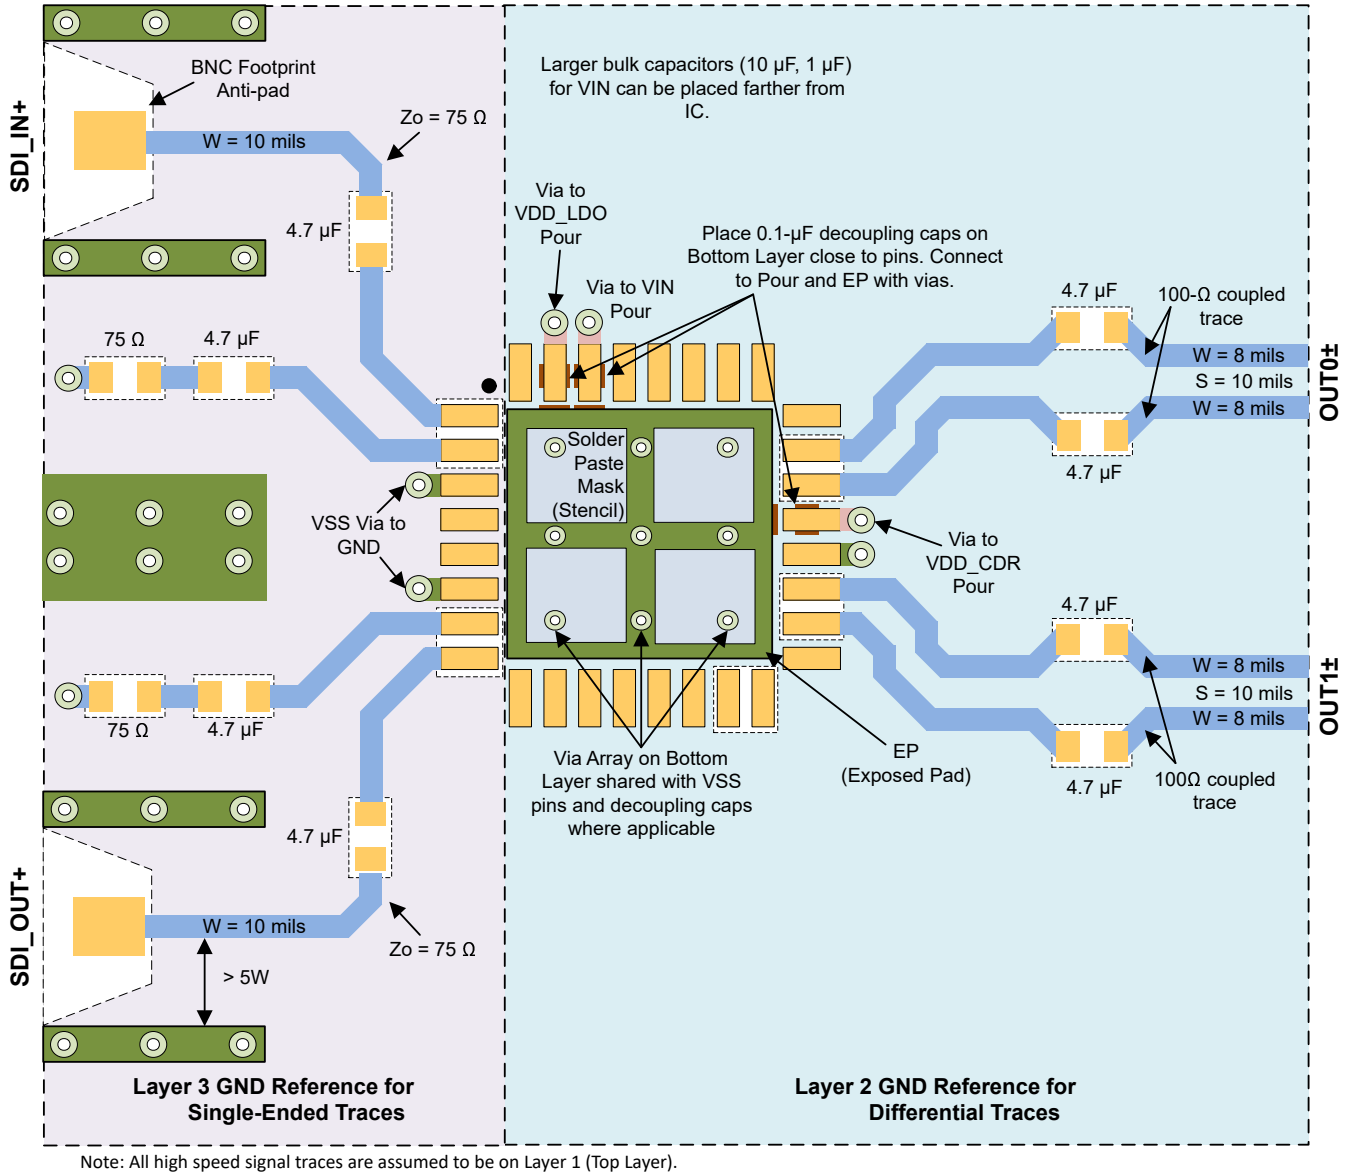 BNC Footprint
Anti-pad
SDI_IN±
W = 10 mils
Zo = 75 Ω
4.7 µF
75 Ω
4.7 µF
VSS Via to
GND
75 Ω
4.7 µF
4.7 µF
SDI_OUT+
W = 10 mils
Zo = 75 Ω
> 5W
Layer 3 GND Reference for
Single-Ended Traces
Larger bulk capacitors (10 µF, 1 µF)
for VIN can be placed farther from
IC.
Via to
VDD_LDO
Pour
Via to VIN
Pour
Place 0.1-µF decoupling caps on
Bottom Layer close to pins. Connect
to Pour and EP with vias.
Solder
Paste
Mask
(Stencil)
4.7 µF
100-Ω coupled
trace
W = 8 mils
S = 10 mils
W = 8 mils
OUT0±
4.7 µF
Via to
VDD_CDR
Pour
4.7 µF
W = 8 mils
S = 10 mils
W = 8 mils
OUT1±
4.7 µF
100Ω coupled
trace
EP
(Exposed Pad)
Via Array on Bottom
Layer shared with VSS
pins and decoupling caps
where applicable
Layer 2 GND Reference for
Differential Traces
Note: All high speed signal traces are assumed to be on Layer 1 (Top Layer).